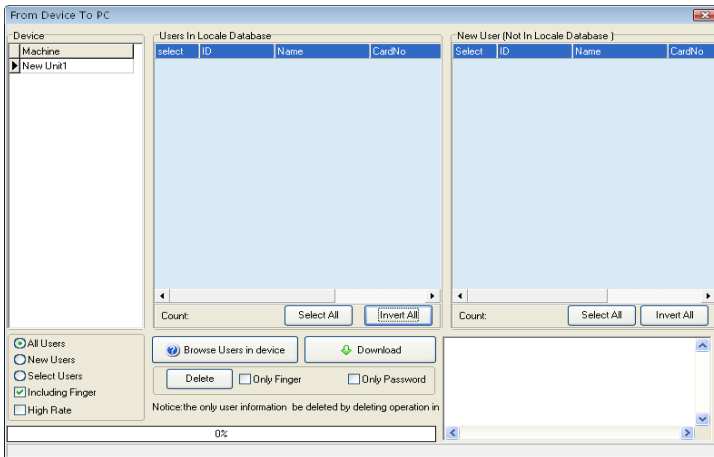 From Device To PC
Device
Machine
New Unit1
Users In Locale Database
select ID Name CardNo
Count: Select All Invert All
New User (Not In Locale Database )
Select ID Name CardNo
Count: Select All Invert All
All Users
New Users
Select Users
Including Finger
High Rate
Browse Users in device Download
Delete Only Finger Only Password
Notice:the only user information be deleted by deleting operation in
0%